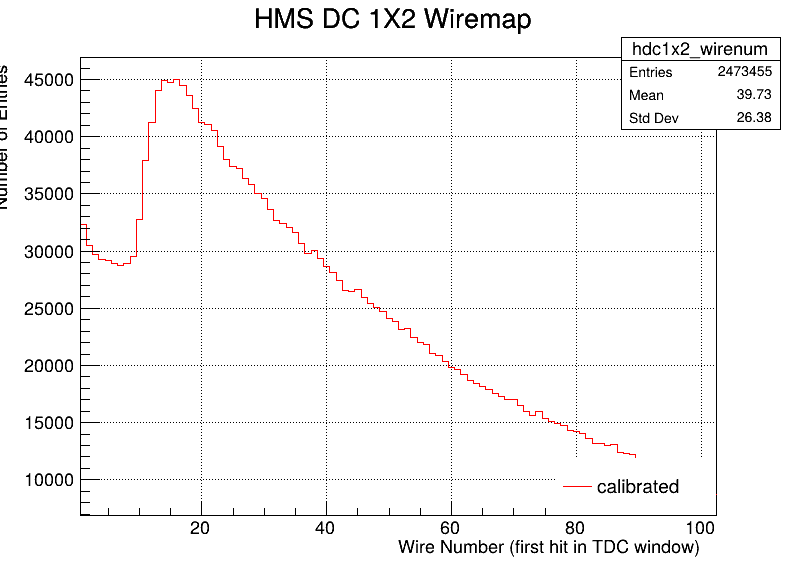 HMS DC 1X2 Wiremap
hdc1x2_wirenum
Entries 2473455
Mean 39.73
Std Dev 26.38
Number of Entries
45000
40000
35000
30000
25000
20000
15000
10000
calibrated
20 40 60 80 100
Wire Number (first hit in TDC window)